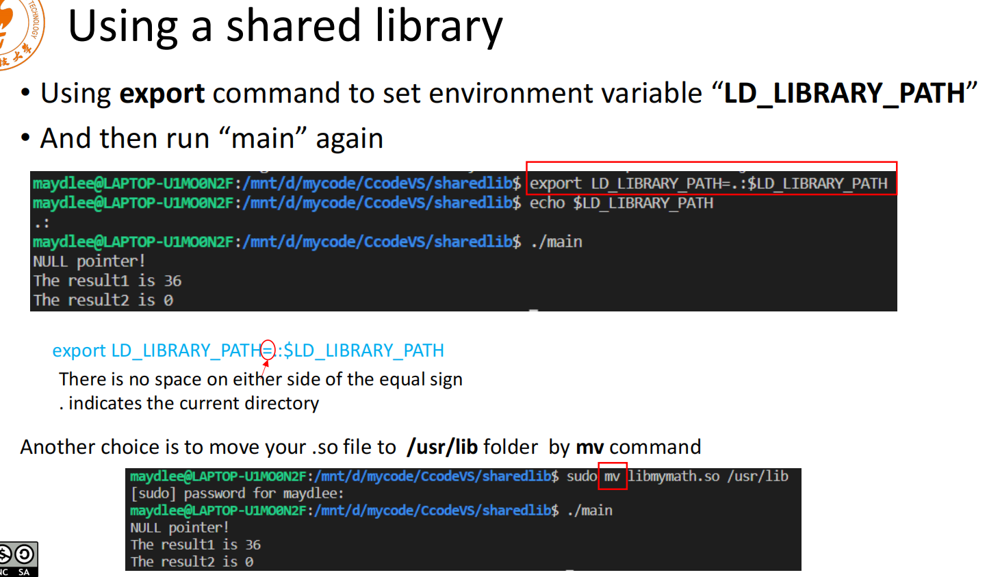 TECHNOLOGY
技大学
Using a shared library
• Using export command to set environment variable “LD_LIBRARY_PATH”
• And then run “main” again
maydlee@LAPTOP-U1MO0N2F:/mnt/d/mycode/CcodeVS/sharedlib$ export LD_LIBRARY_PATH=.:$LD_LIBRARY_PATH
maydlee@LAPTOP-U1MO0N2F:/mnt/d/mycode/CcodeVS/sharedlib$ echo $LD_LIBRARY_PATH
.:
maydlee@LAPTOP-U1MO0N2F:/mnt/d/mycode/CcodeVS/sharedlib$ ./main
NULL pointer!
The result1 is 36
The result2 is 0
export LD_LIBRARY_PATH=.:$LD_LIBRARY_PATH
There is no space on either side of the equal sign
. indicates the current directory
Another choice is to move your .so file to /usr/lib folder by mv command
maydlee@LAPTOP-U1MO0N2F:/mnt/d/mycode/CcodeVS/sharedlib$ sudo mv libmymath.so /usr/lib
[sudo] password for maydlee:
maydlee@LAPTOP-U1MO0N2F:/mnt/d/mycode/CcodeVS/sharedlib$ ./main
NULL pointer!
The result1 is 36
The result2 is 0
NC SA